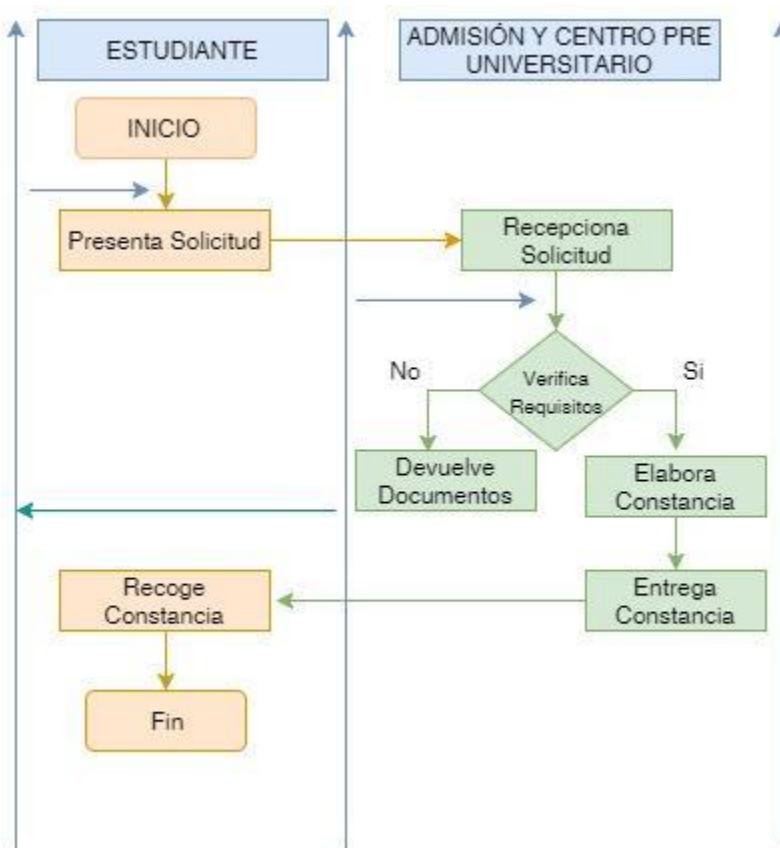 ESTUDIANTE
ADMISIÓN Y CENTRO PRE
UNIVERSITARIO
INICIO
Presenta Solicitud
Recepciona
Solicitud
No
Verifica
Requisitos
Si
Devuelve
Documentos
Elabora
Constancia
Recoge
Constancia
Entrega
Constancia
Fin